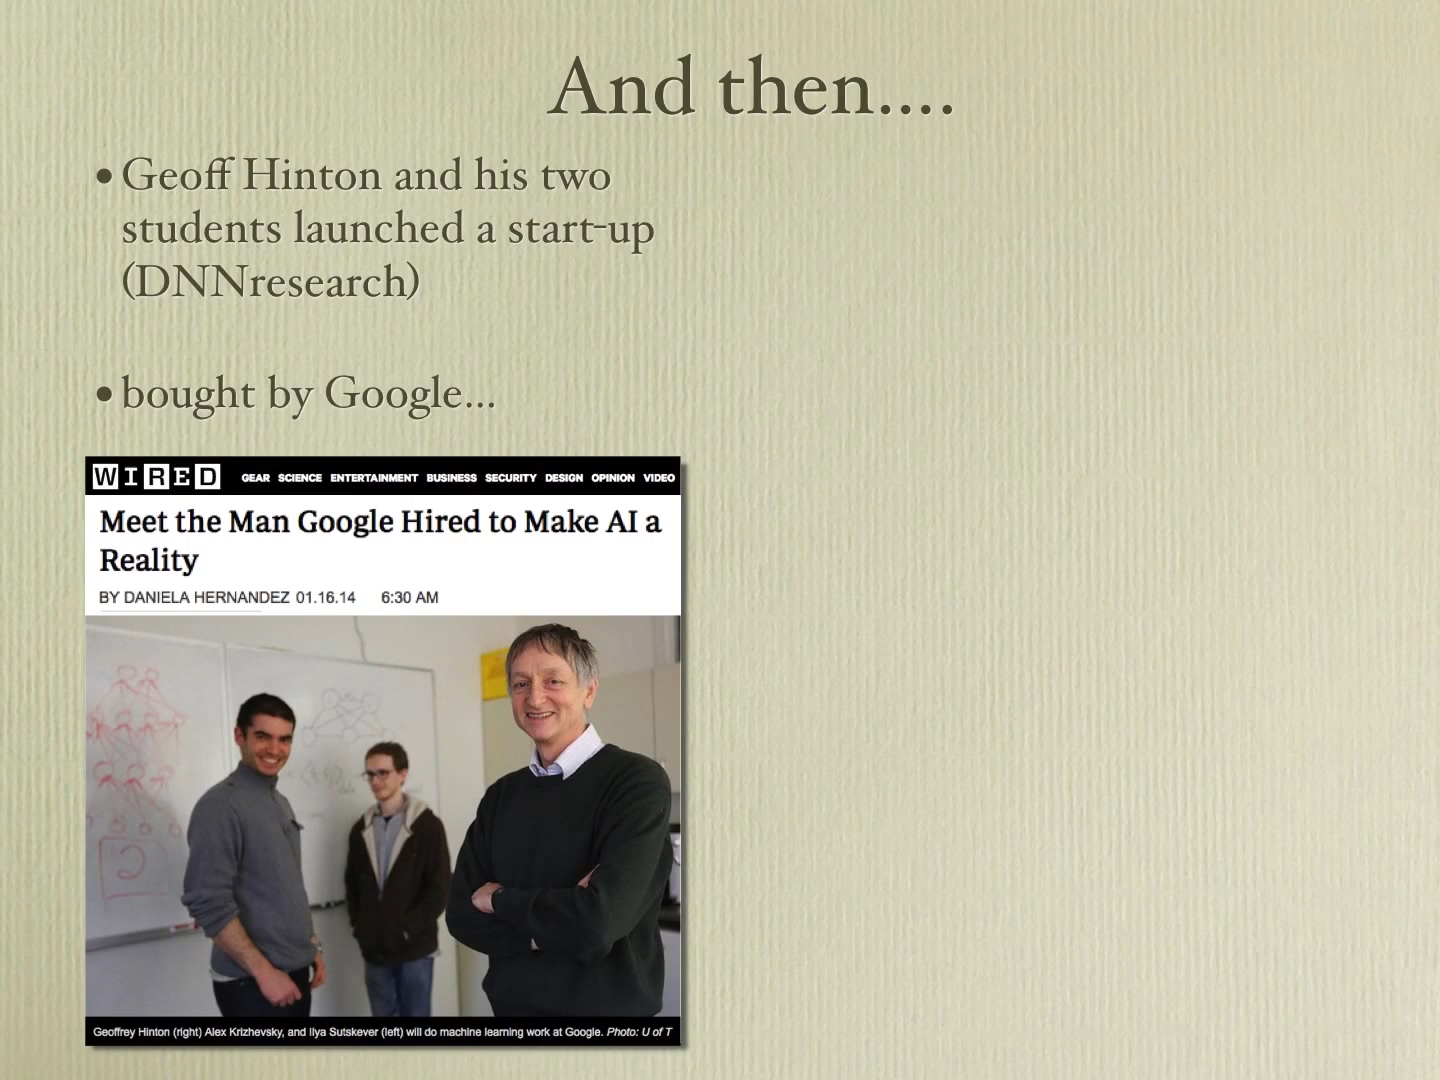 And then....
•Geoff Hinton and his two
students launched a start-up
(DNNresearch)
•bought by Google...
WIRED GEAR SCIENCE ENTERTAINMENT BUSINESS SECURITY DESIGN OPINION VIDEO
Meet the Man Google Hired to Make AI a
Reality
BY DANIELA HERNANDEZ 01.16.14 6:30 AM
Geoffrey Hinton (right) Alex Krizhevsky, and Ilya Sutskever (left) will do machine learning work at Google. Photo: U of T